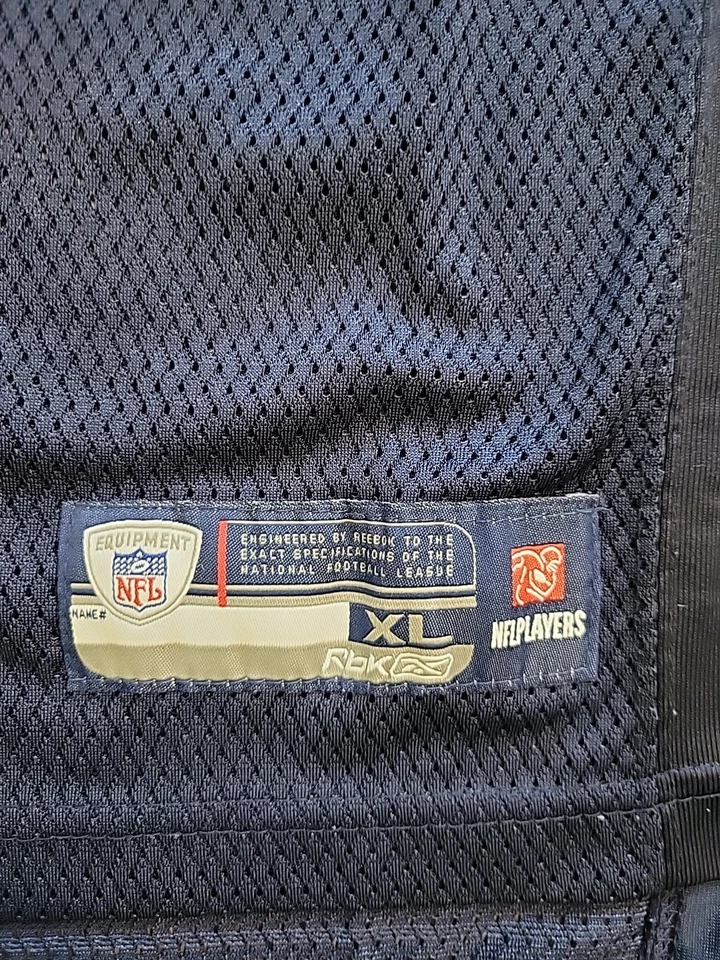 EQUIPMENT
NFL
ENGINEERED BY REEBOK TO THE
EXACT SPECIFICATIONS OF THE
NATIONAL FOOTBALL LEAGUE
NAME#
XL
Rbk
NFLPLAYERS